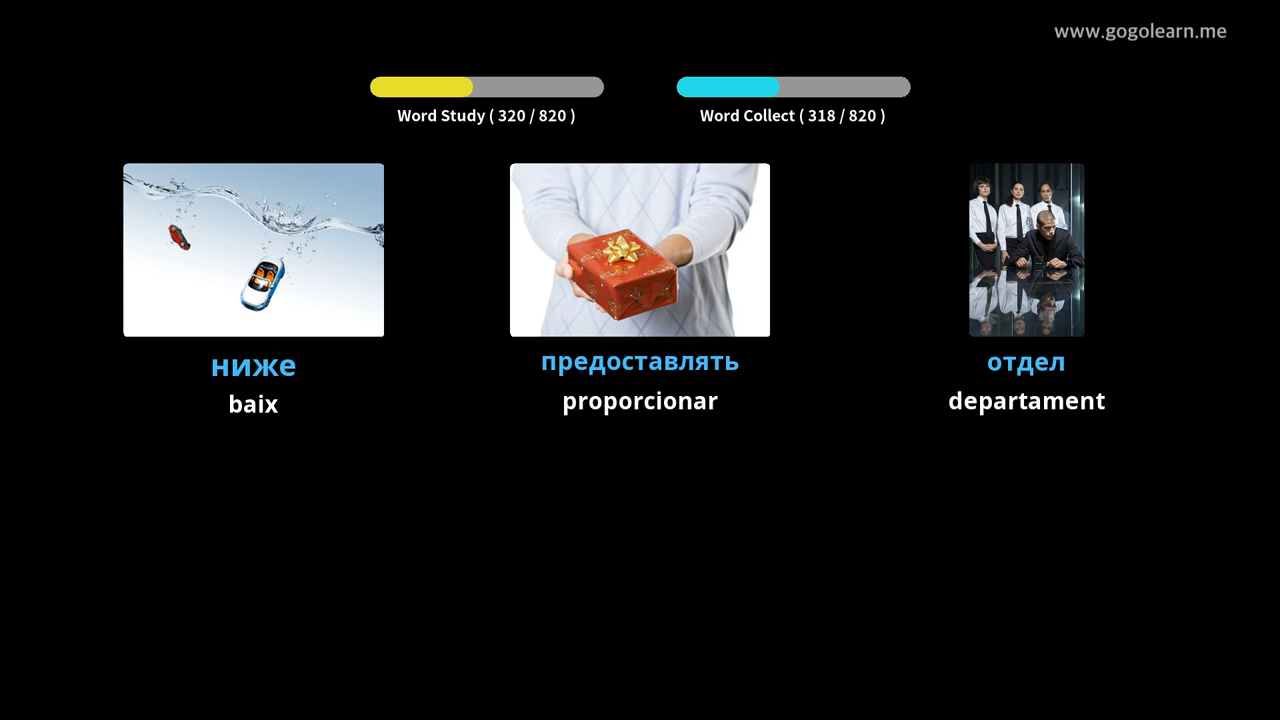 www.gogolearn.me
Word Study ( 320 / 820 )
Word Collect ( 318 / 820 )
ниже
baix
предоставлять
proporcionar
отдел
departament